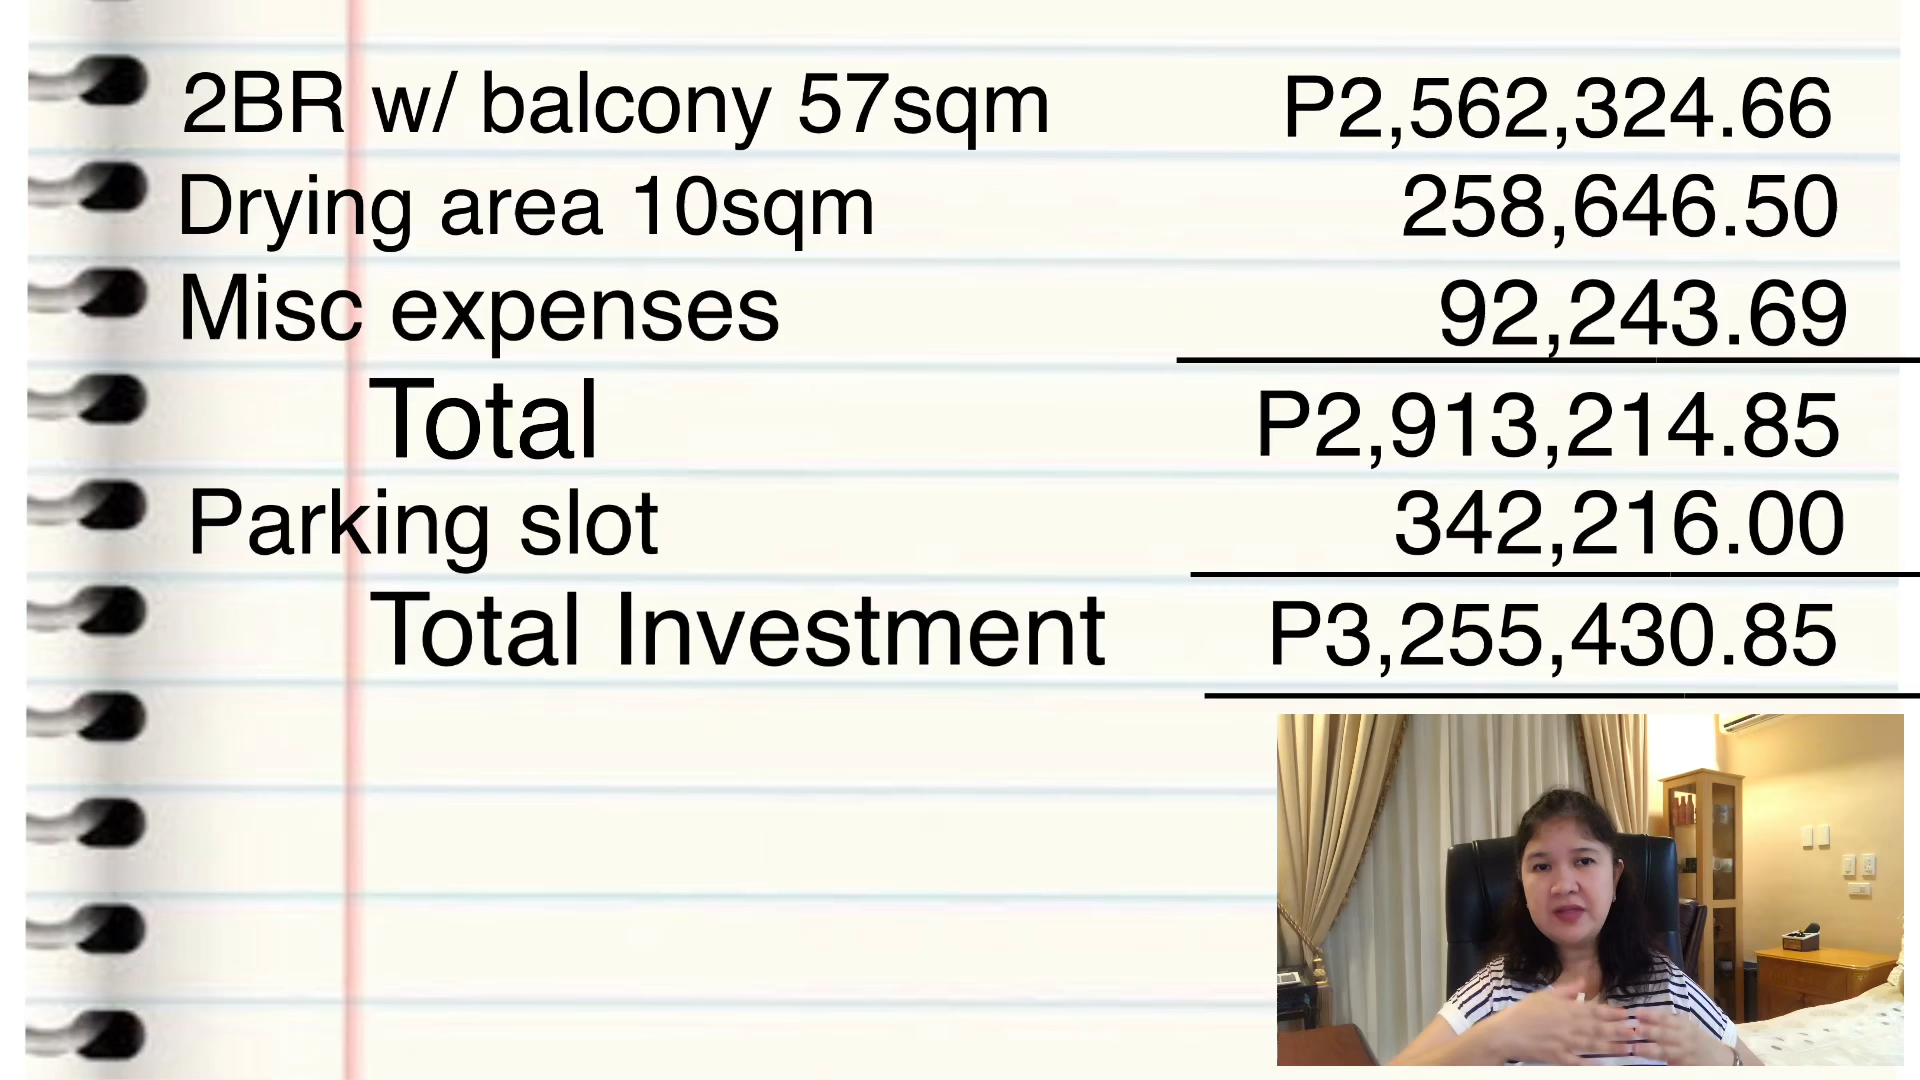 2BR w/ balcony 57sqm P2,562,324.66
Drying area 10sqm 258,646.50
Misc expenses 92,243.69
Total P2,913,214.85
Parking slot 342,216.00
Total Investment P3,255,430.85